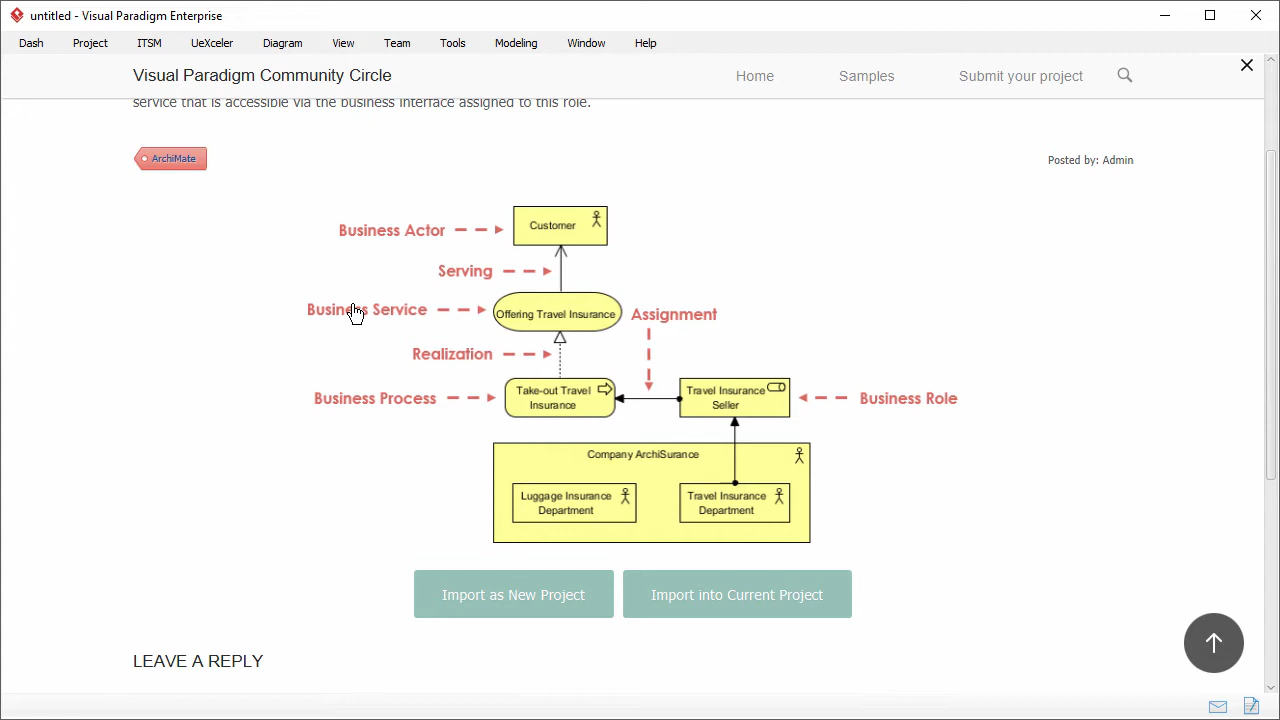 untitled - Visual Paradigm Enterprise
Dash Project ITSM UeXceler Diagram View Team Tools Modeling Window Help
Visual Paradigm Community Circle Home Samples Submit your project
service that is accessible via the business interface assigned to this role.
ArchiMate
Posted by: Admin
Business Actor
Customer
Serving
Business Service
Offering Travel Insurance
Assignment
Realization
Business Process
Take-out Travel
Insurance
Travel Insurance
Seller
Business Role
Company ArchiSurance
Luggage Insurance
Department
Travel Insurance
Department
Import as New Project
Import into Current Project
LEAVE A REPLY